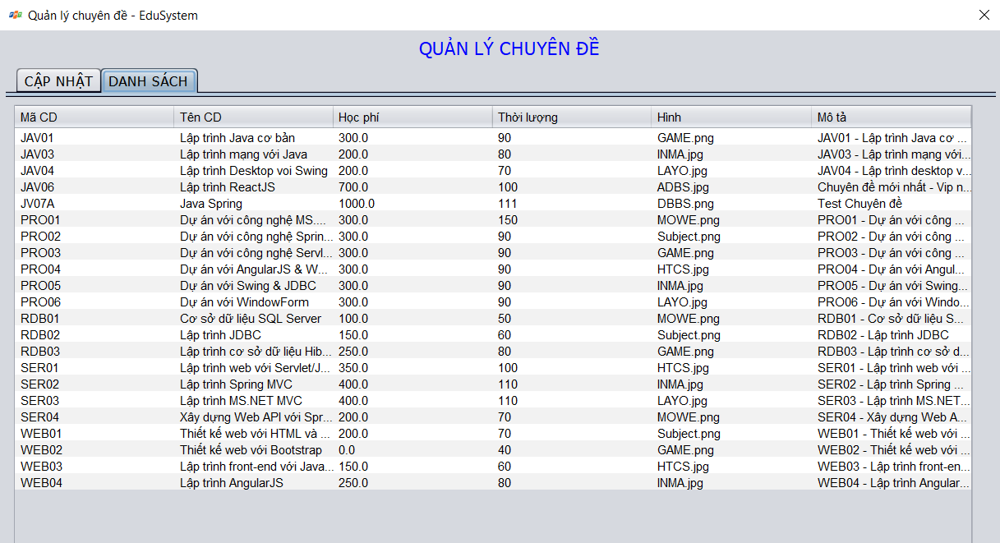 Quản lý chuyên đề - EduSystem
QUẢN LÝ CHUYÊN ĐỀ
CẬP NHẬT DANH SÁCH
Mã CD Tên CD Học phí Thời lượng Hình Mô tả
JAV01 Lập trình Java cơ bản 300.0 90 GAME.png JAV01 - Lập trình Java cơ ...
JAV03 Lập trình mạng với Java 200.0 80 INMA.jpg JAV03 - Lập trình mạng với...
JAV04 Lập trình Desktop voi Swing 200.0 70 LAYO.jpg JAV04 - Lập trình desktop v...
JAV06 Lập trình ReactJS 700.0 100 ADBS.jpg Chuyên đề mới nhất - Vip n...
JV07A Java Spring 1000.0 111 DBBS.png Test Chuyên đề
PRO01 Dự án với công nghệ MS.... 300.0 150 MOWE.png PRO01 - Dự án với công ...
PRO02 Dự án với công nghệ Sprin... 300.0 90 Subject.png PRO02 - Dự án với công ...
PRO03 Dự án với công nghệ Servl... 300.0 90 GAME.png PRO03 - Dự án với công ...
PRO04 Dự án với AngularJS & W... 300.0 90 HTCS.jpg PRO04 - Dự án với Angul...
PRO05 Dự án với Swing & JDBC 300.0 90 INMA.jpg PRO05 - Dự án với Swing...
PRO06 Dự án với WindowForm 300.0 90 LAYO.jpg PRO06 - Dự án với Windo...
RDB01 Cơ sở dữ liệu SQL Server 100.0 50 MOWE.png RDB01 - Cơ sở dữ liệu S...
RDB02 Lập trình JDBC 150.0 60 Subject.png RDB02 - Lập trình JDBC
RDB03 Lập trình cơ sở dữ liệu Hib... 250.0 80 GAME.png RDB03 - Lập trình cơ sở d...
SER01 Lập trình web với Servlet/J... 350.0 100 HTCS.jpg SER01 - Lập trình web với ...
SER02 Lập trình Spring MVC 400.0 110 INMA.jpg SER02 - Lập trình Spring ...
SER03 Lập trình MS.NET MVC 400.0 110 LAYO.jpg SER03 - Lập trình MS.NET...
SER04 Xây dựng Web API với Spr... 200.0 70 MOWE.png SER04 - Xây dựng Web A...
WEB01 Thiết kế web với HTML và ... 200.0 70 Subject.png WEB01 - Thiết kế web với ...
WEB02 Thiết kế web với Bootstrap 0.0 40 GAME.png WEB02 - Thiết kế web với ...
WEB03 Lập trình front-end với Java... 150.0 60 HTCS.jpg WEB03 - Lập trình front-en...
WEB04 Lập trình AngularJS 250.0 80 INMA.jpg WEB04 - Lập trình Angular...